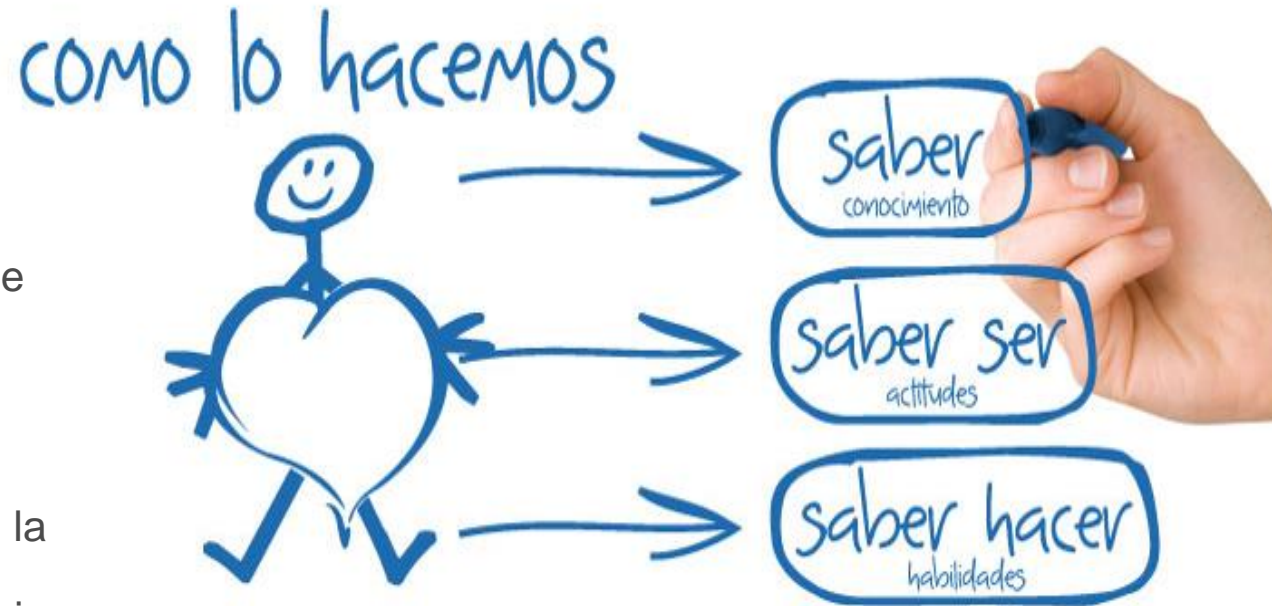 como lo hacemos
saber
conocimiento
e
saber ser
actitudes
la
saber hacer
habilidades
.